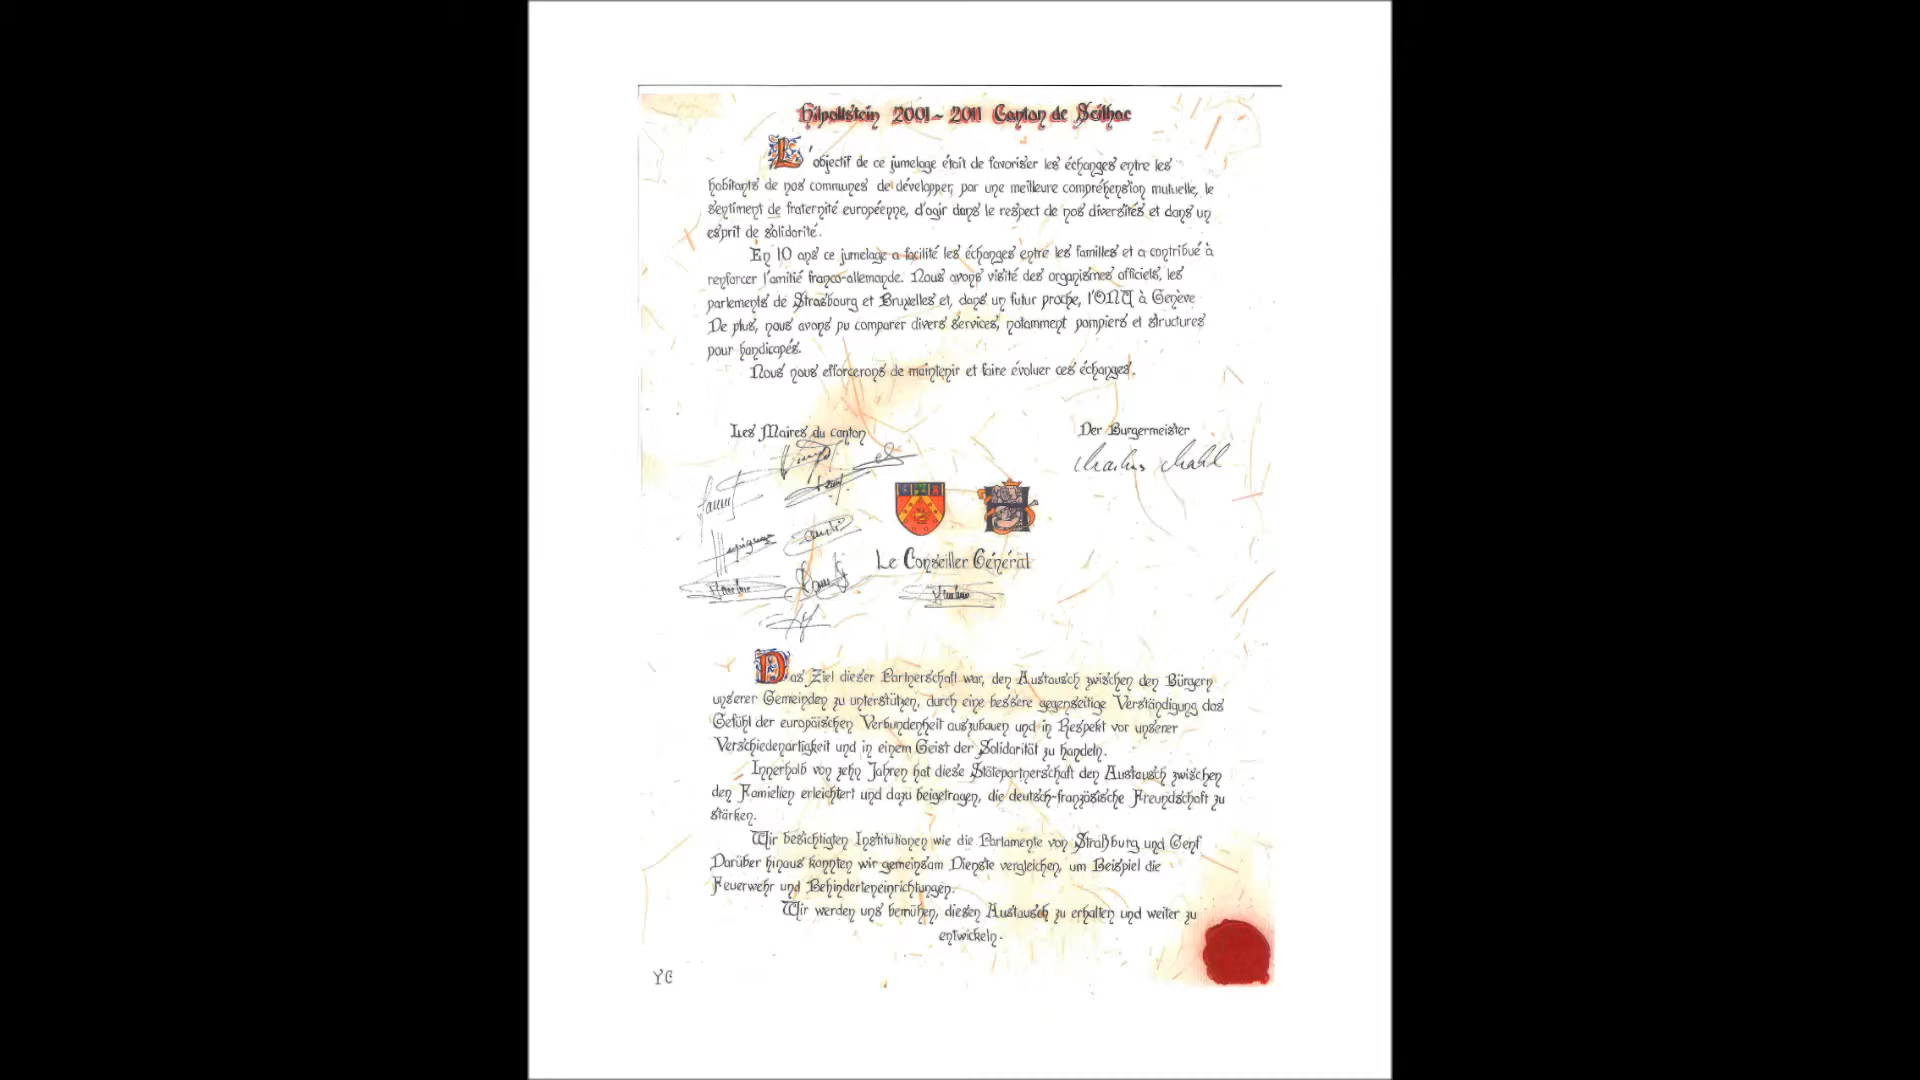 Hilpoltstein 2001 - 2011 Canton de Seilhac
L'objectif de ce jumelage était de favoriser les échanges entre les
habitants de nos communes de développer, par une meilleure compréhension mutuelle, le
sentiment de fraternité européenne, d'agir dans le respect de nos diversités et dans un
esprit de solidarité.
En 10 ans ce jumelage a facilité les échanges entre les familles et a contribué à
renforcer l'amitié franco-allemande. Nous avons visité des organismes officiels, les
parlements de Strasbourg et Bruxelles et, dans un futur proche, l'ONU à Genève
De plus, nous avons pu comparer divers services, notamment pompiers et structures
pour handicapés.
Nous nous efforcerons de maintenir et faire évoluer ces échanges.
Les Maires du canton
Der Burgermeister
Le Conseiller Général
Das Ziel dieser Partnerschaft war, den Austausch zwischen den Bürgern
unserer Gemeinden zu unterstützen, durch eine bessere gegenseitige Verständigung das
Gefühl der europäischen Verbundenheit auszubauen und in Respekt vor unserer
Verschiedenartigkeit und in einem Geist der Solidarität zu handeln.
Innerhalb von zehn Jahren hat diese Stätepartnerschaft den Austausch zwischen
den Famielien erleichtert und dazu beigetragen, die deutsch-französische Freundschaft zu
stärken.
Wir besichtigten Institutionen wie die Parlamente von Straßburg und Genf
Darüber hinaus konnten wir gemeinsam Dienste vergleichen, um Beispiel die
Feuerwehr und Behinderteneinrichtungen.
Wir werden uns bemühen, diesen Austausch zu erhalten und weiter zu
entwickeln.
YC